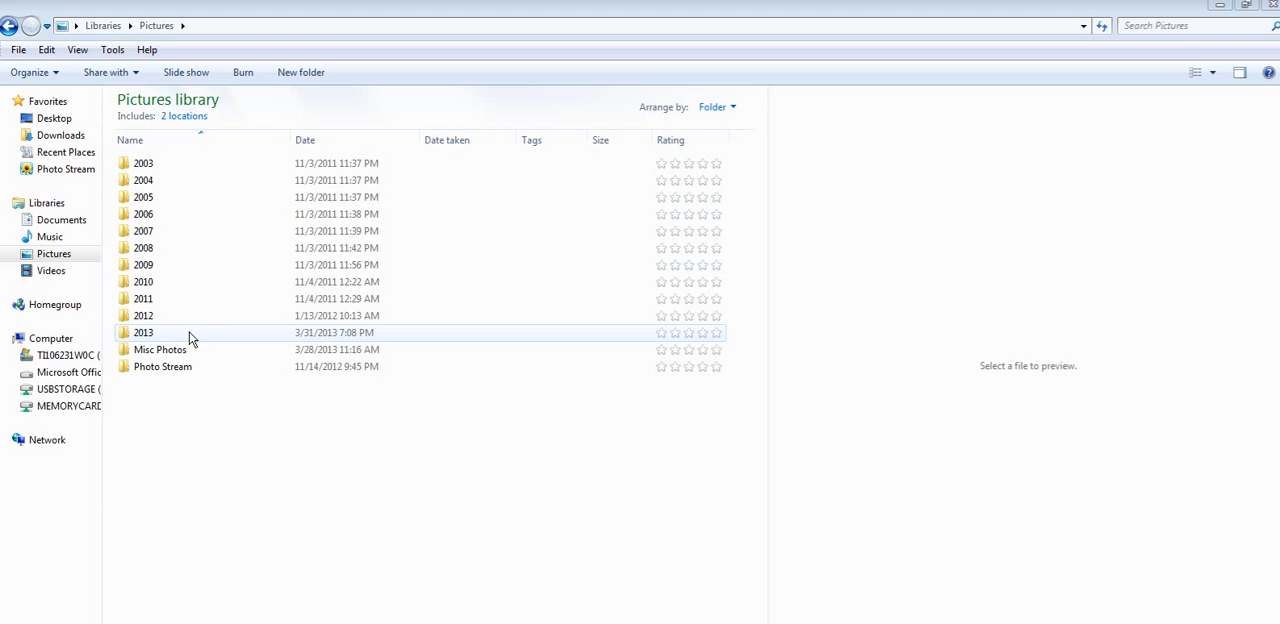 Libraries Pictures Search Pictures
File Edit View Tools Help
Organize Share with Slide show Burn New folder
Favorites
Desktop
Downloads
Recent Places
Photo Stream
Libraries
Documents
Music
Pictures
Videos
Homegroup
Computer
TI106231W0C (
Microsoft Offic
USBSTORAGE (
MEMORYCARD
Network
Pictures library
Includes: 2 locations
Arrange by: Folder
Name Date Date taken Tags Size Rating
2003 11/3/2011 11:37 PM
2004 11/3/2011 11:37 PM
2005 11/3/2011 11:37 PM
2006 11/3/2011 11:38 PM
2007 11/3/2011 11:39 PM
2008 11/3/2011 11:42 PM
2009 11/3/2011 11:56 PM
2010 11/4/2011 12:22 AM
2011 11/4/2011 12:29 AM
2012 1/13/2012 10:13 AM
2013 3/31/2013 7:08 PM
Misc Photos 3/28/2013 11:16 AM
Photo Stream 11/14/2012 9:45 PM
Select a file to preview.